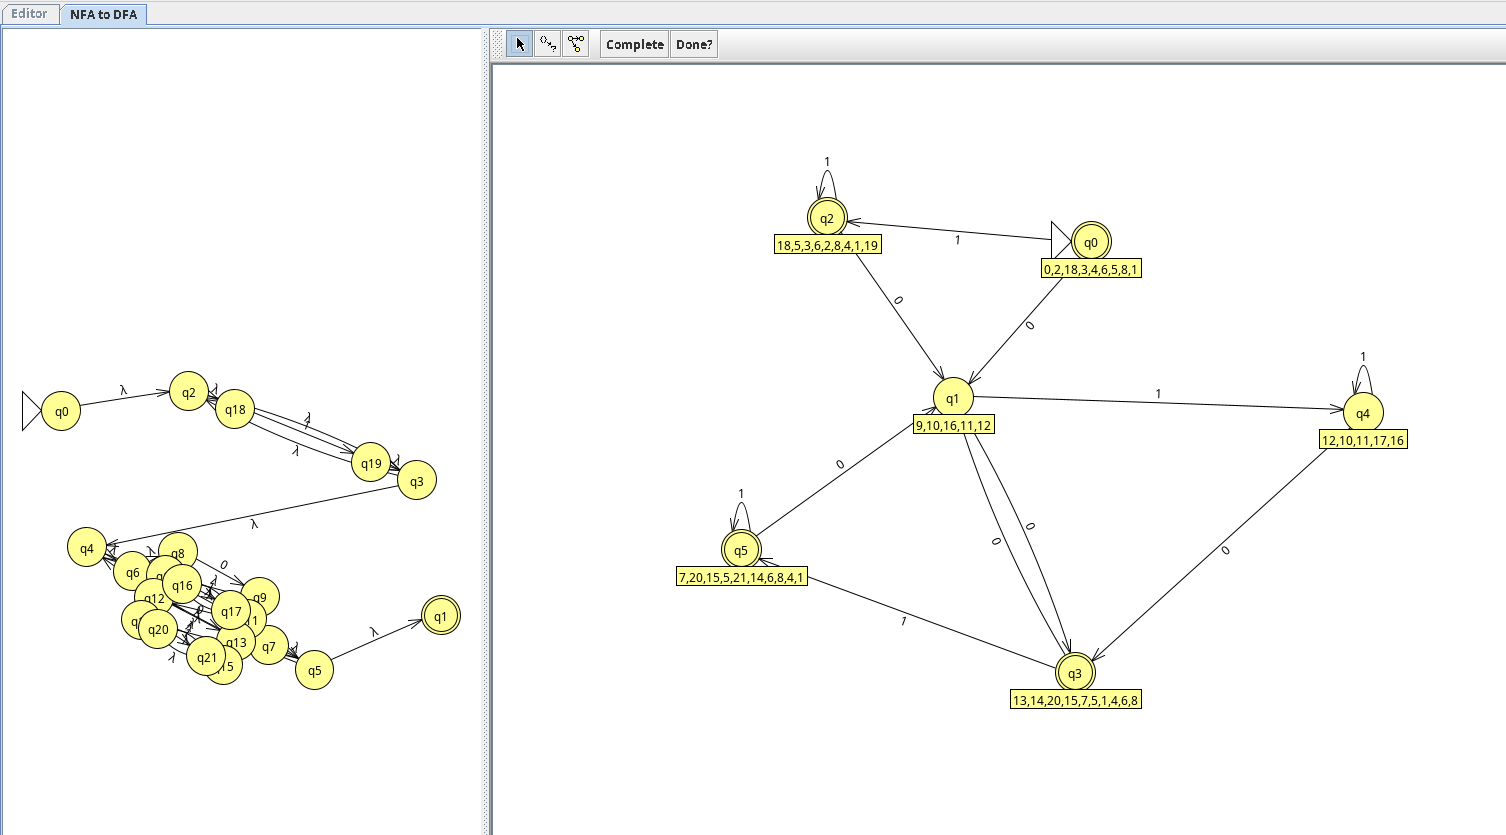 Editor
NFA to DFA
Complete
Done?
q0
λ
q2
λ
q18
λ
λ
q19
λ
q3
λ
q4
λ
q8
0
q6
q16
q12
q9
q17
q20
q13
q7
q21
15
λ
q5
λ
q1
1
q2
18,5,3,6,2,8,4,1,19
1
q0
0,2,18,3,4,6,5,8,1
0
0
q1
9,10,16,11,12
1
1
q4
12,10,11,17,16
0
1
q5
7,20,15,5,21,14,6,8,4,1
0
0
0
1
q3
13,14,20,15,7,5,1,4,6,8